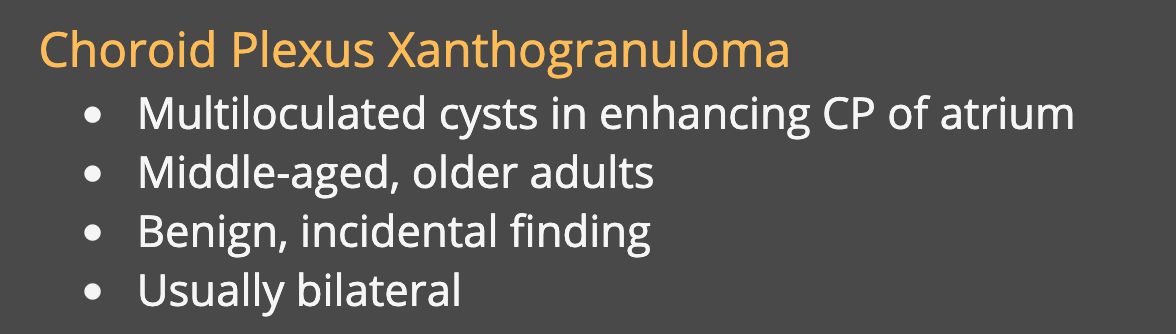 Choroid Plexus Xanthogranuloma
• Multiloculated cysts in enhancing CP of atrium
• Middle-aged, older adults
• Benign, incidental finding
• Usually bilateral